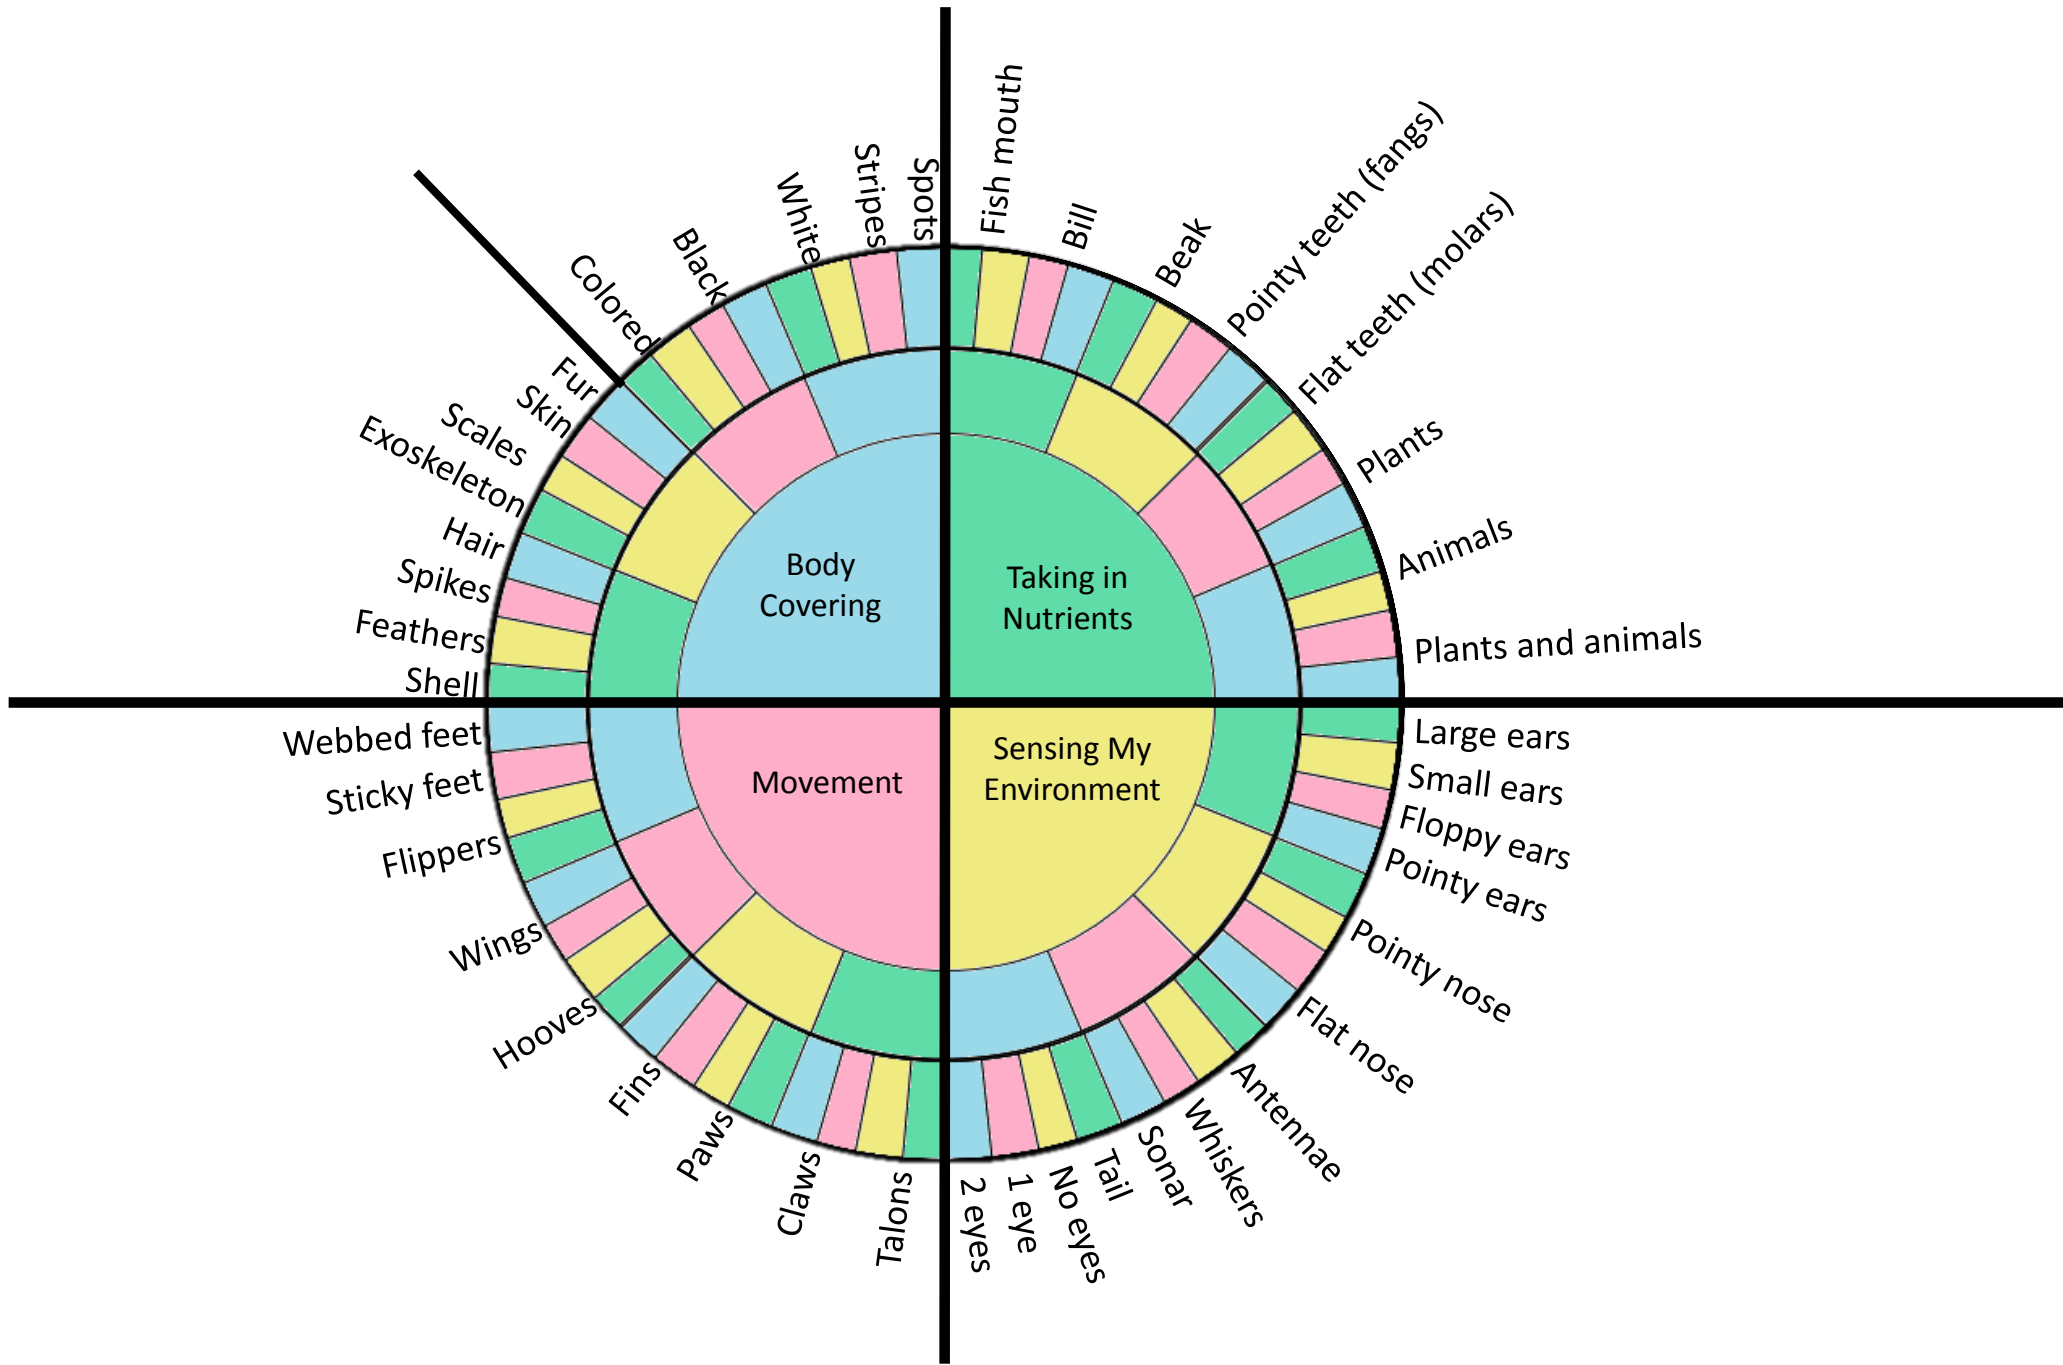 Fish mouth
Bill
Beak
Pointy teeth (fangs)
Flat teeth (molars)
Plants
Animals
Plants and animals
Large ears
Small ears
Floppy ears
Pointy ears
Pointy nose
Flat nose
Antennae
Whiskers
Sonar
Tail
No eyes
1 eye
2 eyes
Talons
Claws
Paws
Fins
Hooves
Wings
Flippers
Sticky feet
Webbed feet
Shell
Feathers
Spikes
Hair
Exoskeleton
Scales
Skin
Fur
Colored
Black
White
Stripes
Spots
Body
Covering
Taking in
Nutrients
Movement
Sensing My
Environment